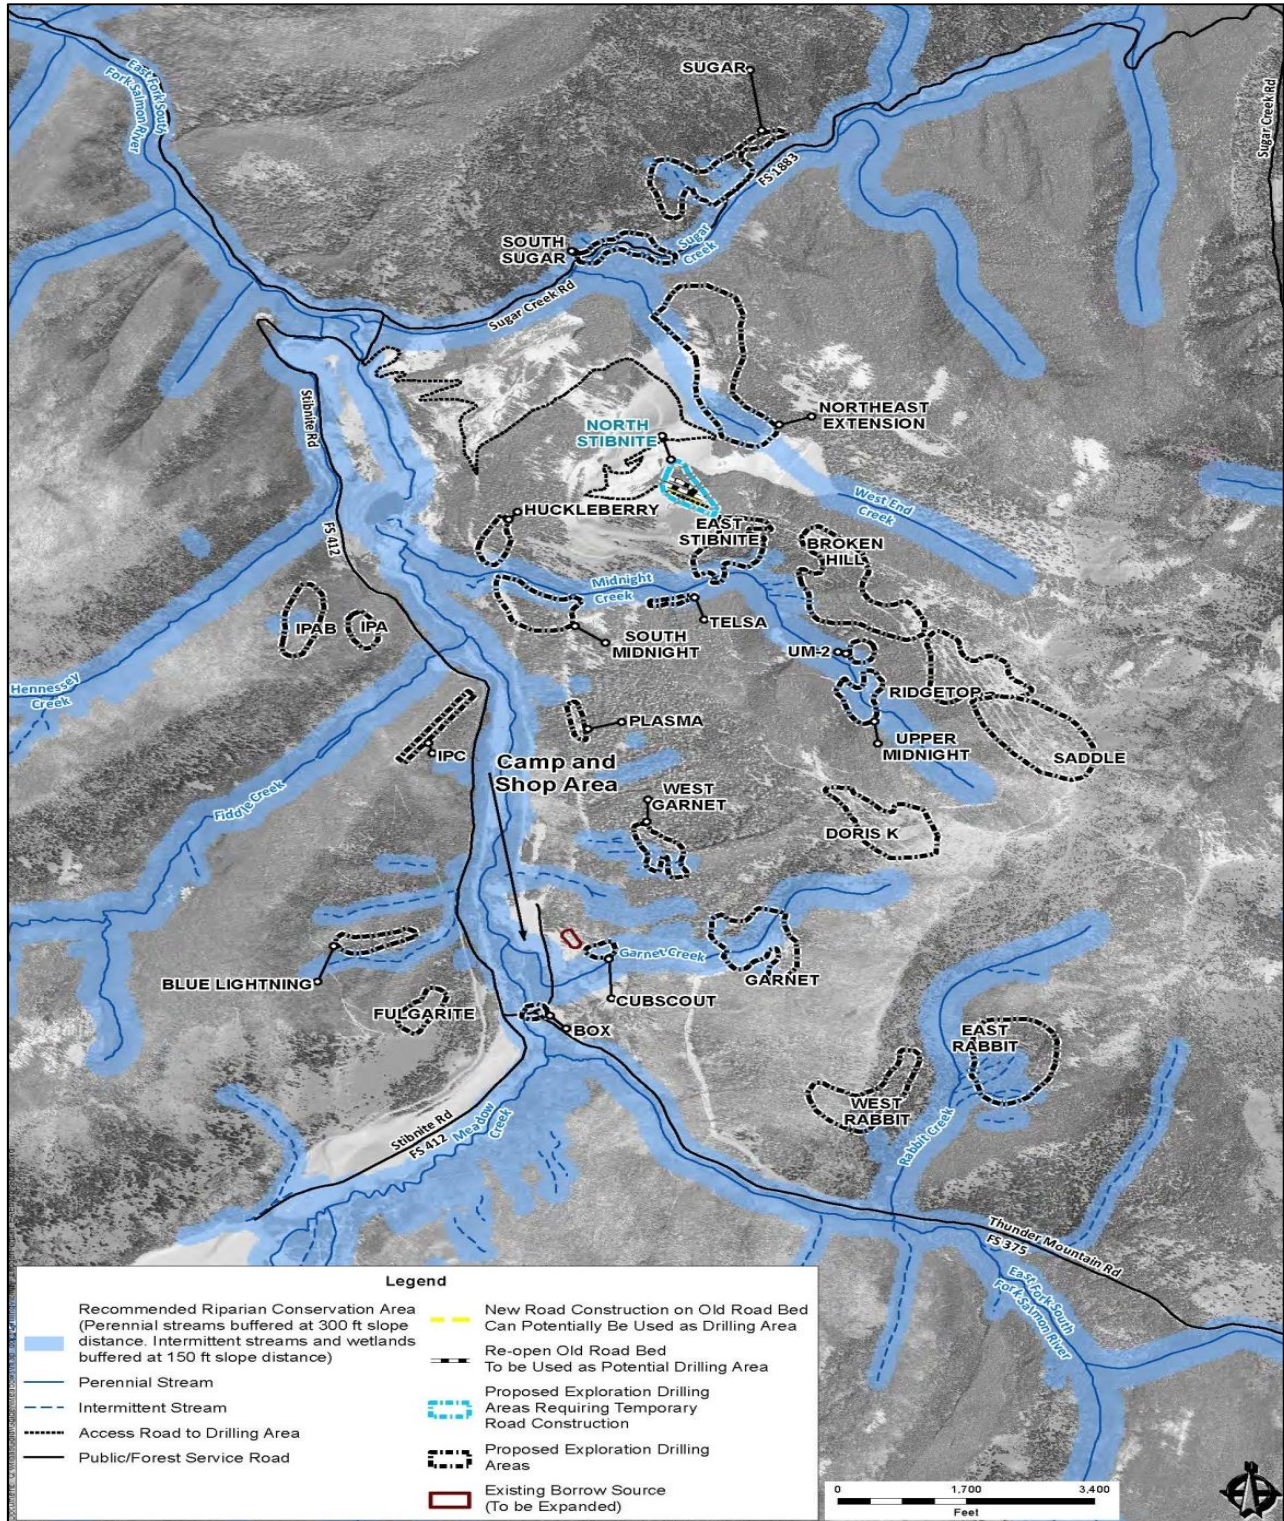 SUGAR
East Fork South
Fork Salmon River
Sugar Creek Rd
FS 1883
SOUTH
SUGAR
Sugar
Creek
Sugar Creek Rd
NORTHEAST
EXTENSION
NORTH
STIBNITE
Stibnite Rd
HUCKLEBERRY
EAST
STIBNITE
West End
Creek
BROKEN
HILL
FS 412
Midnight
Creek
IPAB
IPA
TELSA
SOUTH
MIDNIGHT
UM-2
Hennessey
Creek
RIDGETOP
PLASMA
UPPER
MIDNIGHT
IPC
SADDLE
Camp and
Shop Area
WEST
GARNET
Fiddle Creek
DORIS K
Garnet Creek
BLUE LIGHTNING
GARNET
CUBSCOUT
FULGARITE
BOX
EAST
RABBIT
WEST
RABBIT
Stibnite Rd
FS 412
Meadow
Creek
Rabbit Creek
Thunder Mountain Rd
FS 375
East Fork South
Fork Salmon River
Legend
Recommended Riparian Conservation Area
(Perennial streams buffered at 300 ft slope
distance. Intermittent streams and wetlands
buffered at 150 ft slope distance)
Perennial Stream
Intermittent Stream
Access Road to Drilling Area
Public/Forest Service Road
New Road Construction on Old Road Bed
Can Potentially Be Used as Drilling Area
Re-open Old Road Bed
To be Used as Potential Drilling Area
Proposed Exploration Drilling
Areas Requiring Temporary
Road Construction
Proposed Exploration Drilling
Areas
Existing Borrow Source
(To be Expanded)
0 1,700 3,400
Feet
N